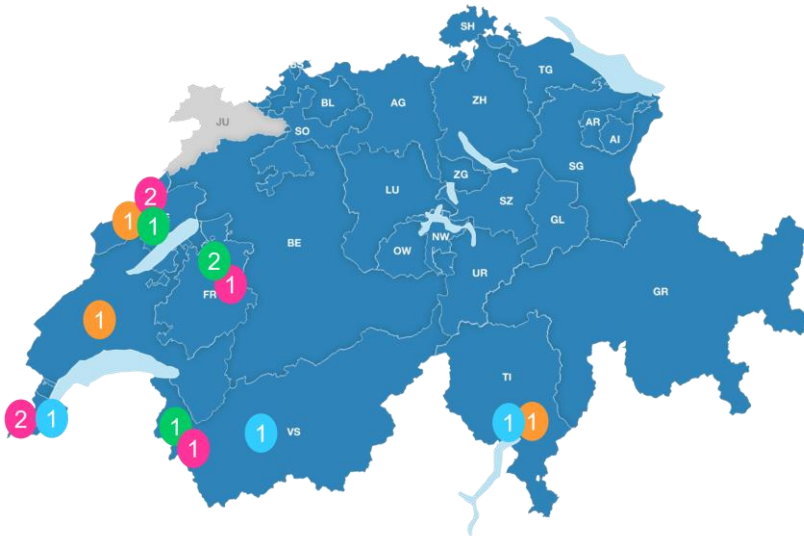 SH
TG
BL
AG
ZH
JU
SO
AR
AI
SG
ZG
LU
SZ
2
1
1
GL
NW
BE
OW
2
UR
1
FR
GR
1
TI
2
1
1
1
1
VS
1
1